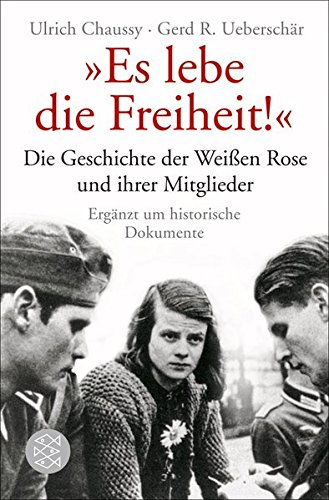 Ulrich Chaussy · Gerd R. Ueberschär
»Es lebe
die Freiheit!«
Die Geschichte der Weißen Rose
und ihrer Mitglieder
Ergänzt um historische
Dokumente